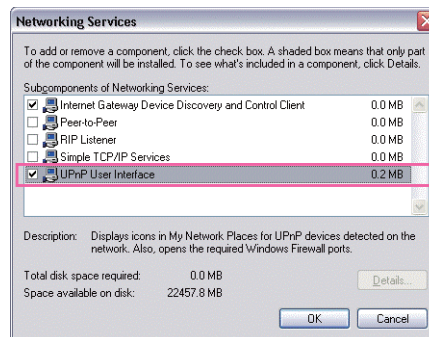 Networking Services
To add or remove a component, click the check box. A shaded box means that only part
of the component will be installed. To see what's included in a component, click Details.
Subcomponents of Networking Services:
Internet Gateway Device Discovery and Control Client 0.0 MB
Peer-to-Peer 0.0 MB
RIP Listener 0.0 MB
Simple TCP/IP Services 0.0 MB
UPnP User Interface 0.2 MB
Description: Displays icons in My Network Places for UPnP devices detected on the
network. Also, opens the required Windows Firewall ports.
Total disk space required: 0.0 MB
Details...
Space available on disk: 22457.8 MB
OK Cancel